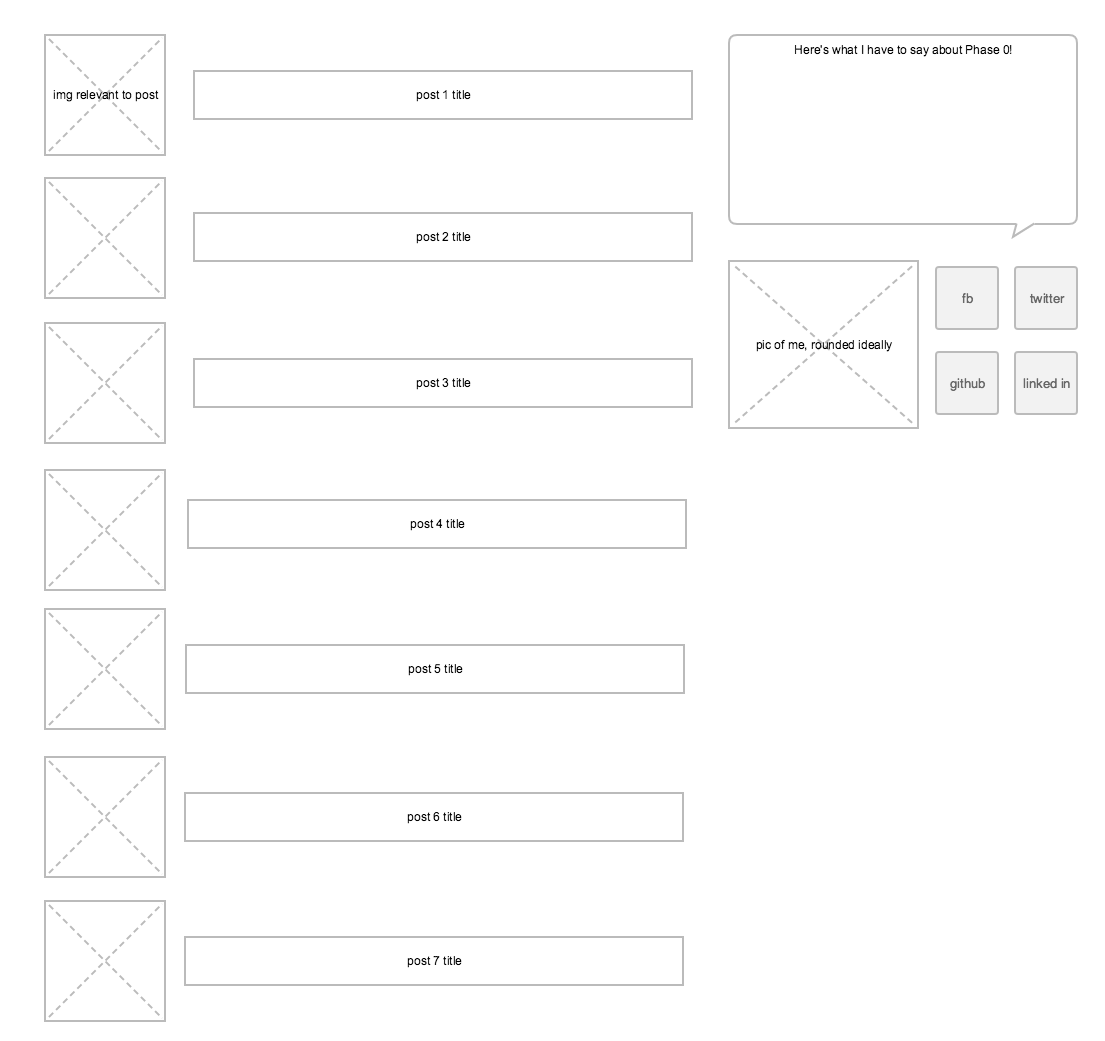 img relevant to post
post 1 title
post 2 title
post 3 title
post 4 title
post 5 title
post 6 title
post 7 title
Here's what I have to say about Phase 0!
pic of me, rounded ideally
fb
twitter
github
linked in